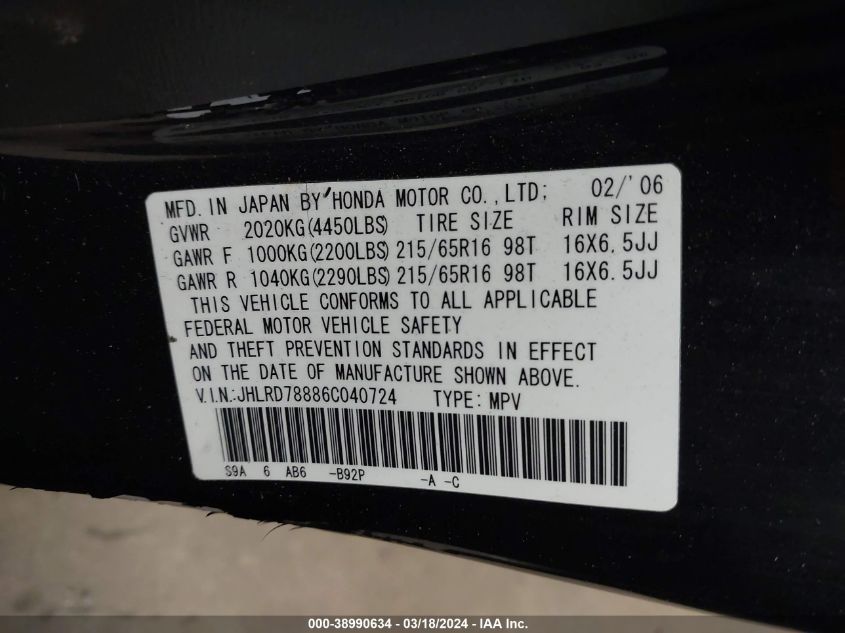 MFD. IN JAPAN BY HONDA MOTOR CO.,LTD; 02/'06
GVWR 2020KG(4450LBS) TIRE SIZE RIM SIZE
GAWR F 1000KG(2200LBS) 215/65R16 98T 16X6.5JJ
GAWR R 1040KG(2290LBS) 215/65R16 98T 16X6.5JJ
THIS VEHICLE CONFORMS TO ALL APPLICABLE
FEDERAL MOTOR VEHICLE SAFETY
AND THEFT PREVENTION STANDARDS IN EFFECT
ON THE DATE OF MANUFACTURE SHOWN ABOVE.
V.I.N.:JHLRD78886C040724 TYPE: MPV
S9A 6 AB6 -B92P -A -C
000-38990634 - 03/18/2024 - IAA Inc.